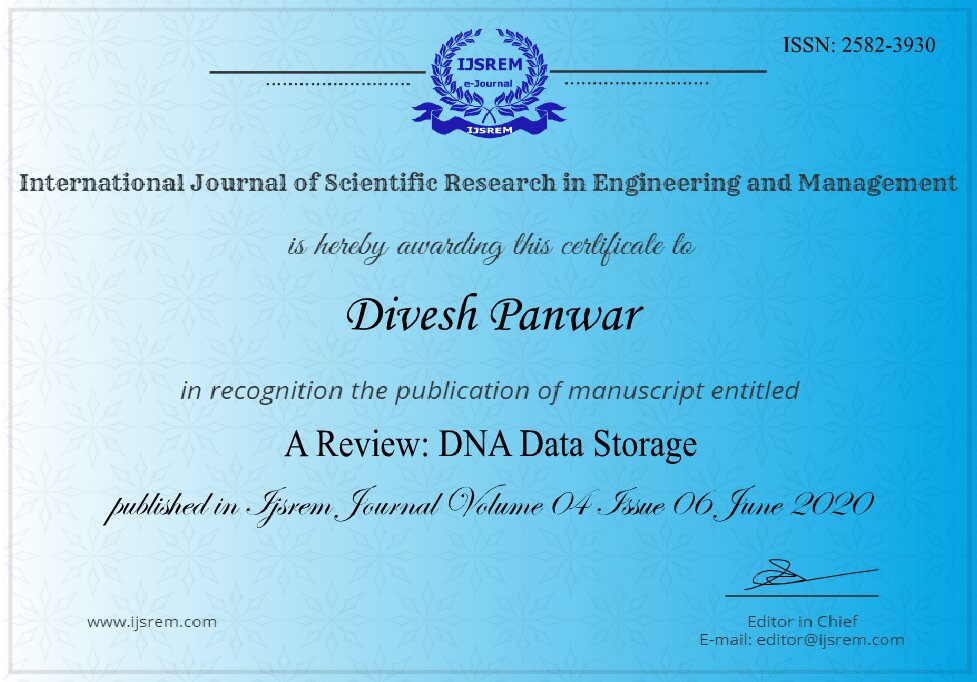 ISSN: 2582-3930
IJSREM
e-Journal
IJSREM
International Journal of Scientific Research in Engineering and Management
is hereby awarding this certificate to
Divesh Panwar
in recognition the publication of manuscript entitled
A Review: DNA Data Storage
published in Ijsrem Journal Volume 04 Issue 06 June 2020
www.ijsrem.com
Editor in Chief
E-mail: editor@ijsrem.com